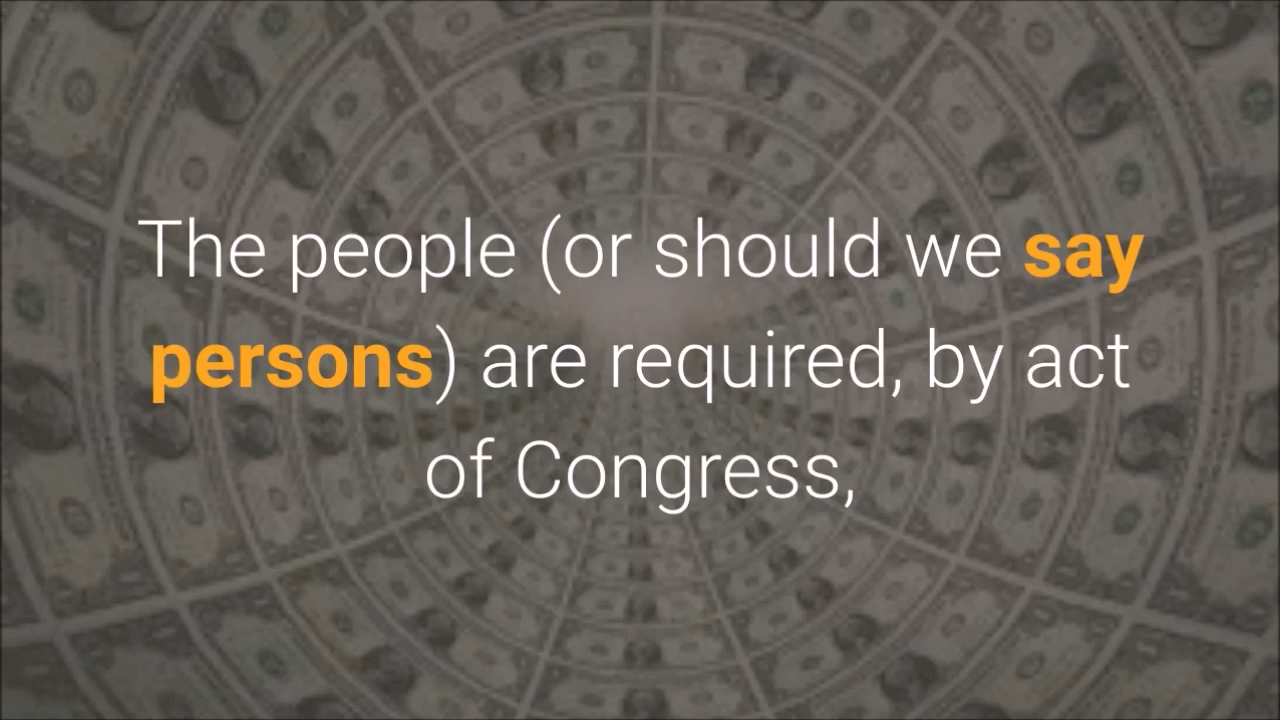 The people (or should we say
persons) are required, by act
of Congress,